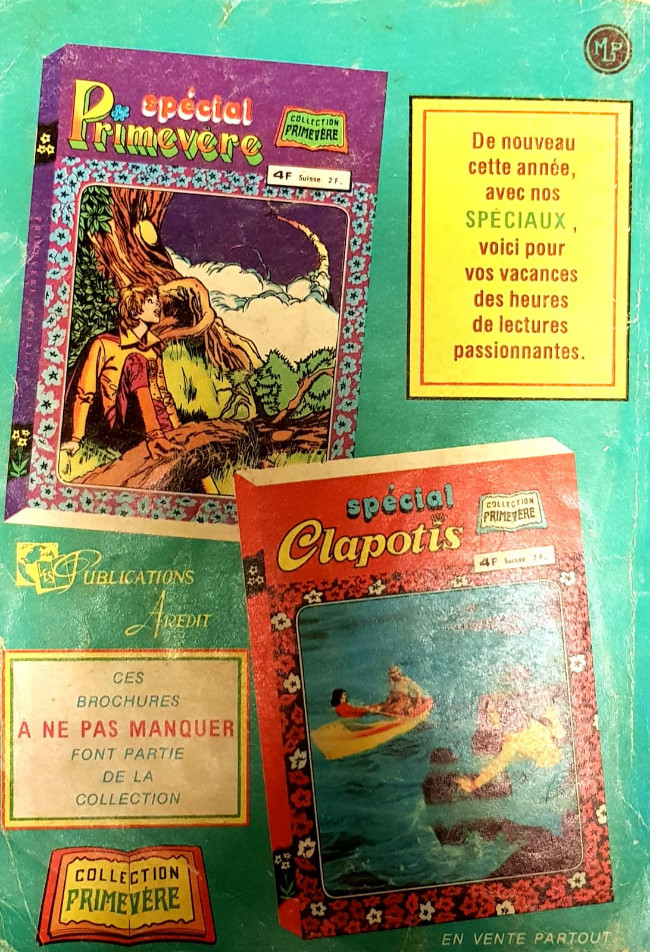 MLP
spécial
Primevère
COLLECTION
PRIMEVÈRE
4F Suisse 2F.
De nouveau
cette année,
avec nos
SPÉCIAUX,
voici pour
vos vacances
des heures
de lectures
passionnantes.
spécial
Clapotis
COLLECTION
PRIMEVÈRE
4F Suisse 2F.
PUBLICATIONS
AREDIT
CES
BROCHURES
A NE PAS MANQUER
FONT PARTIE
DE LA
COLLECTION
COLLECTION
PRIMEVÈRE
EN VENTE PARTOUT